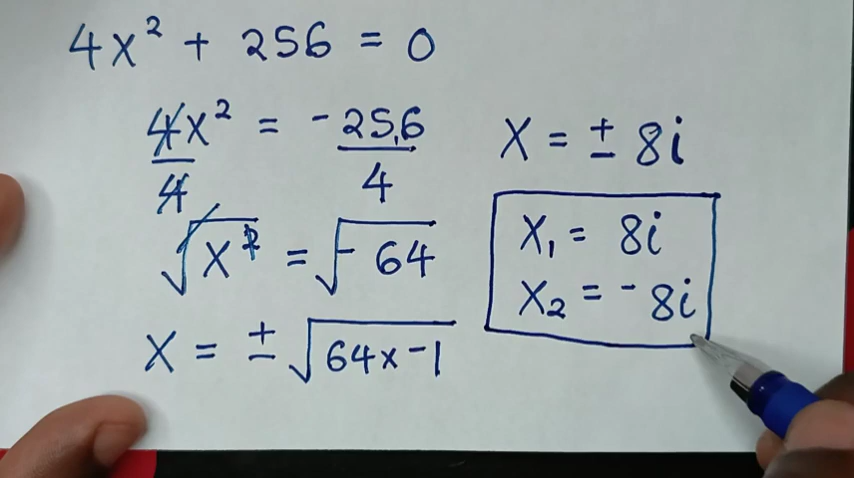 4x² + 256 = 0
4x² = -256
4 4
√x² = √-64
x = ± √64x-1
x = ± 8i
x₁ = 8i
x₂ = -8i